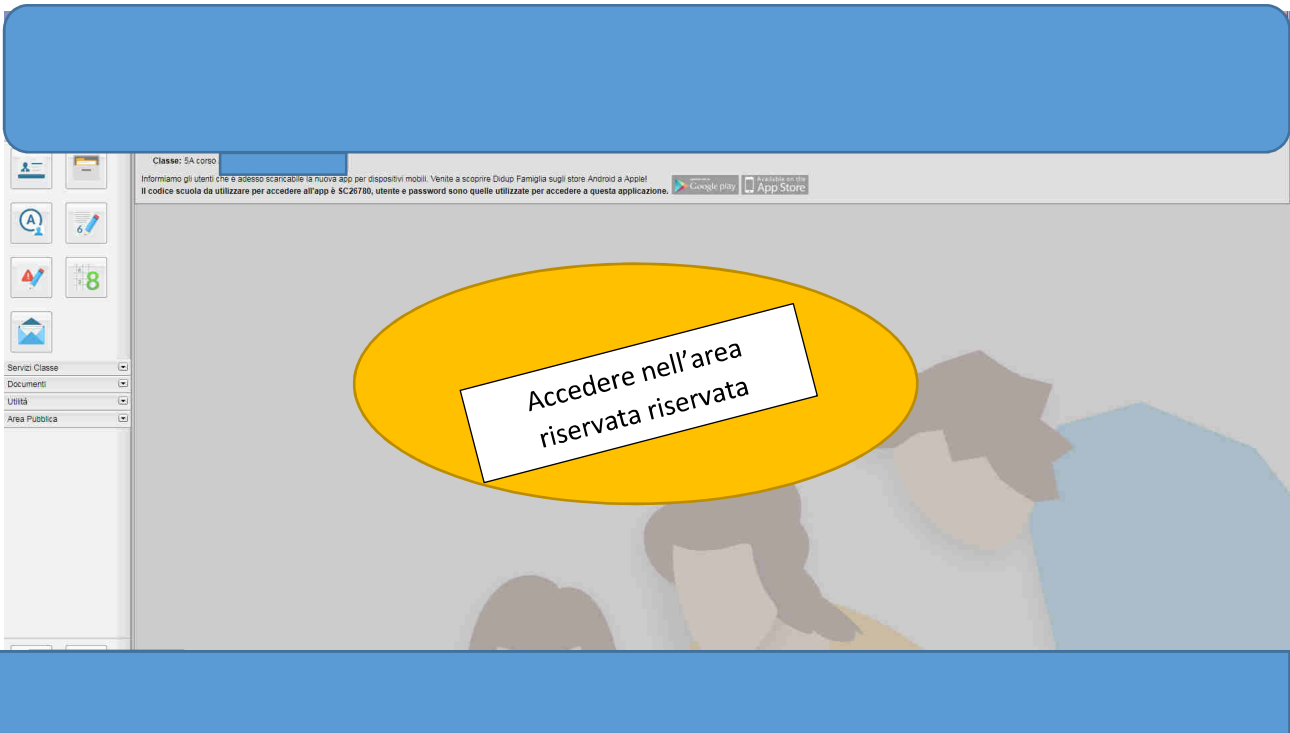 Classe: 5A corso
Informiamo gli utenti che è adesso scaricabile la nuova app per dispositivi mobili. Venite a scoprire Didup Famiglia sugli store Android a Apple!
Il codice scuola da utilizzare per accedere all'app è SC26780, utente e password sono quelle utilizzate per accedere a questa applicazione.
Google play
Available on the
App Store
A
6
8
Servizi Classe
Documenti
Utilità
Area Pubblica
Accedere nell'area
riservata riservata